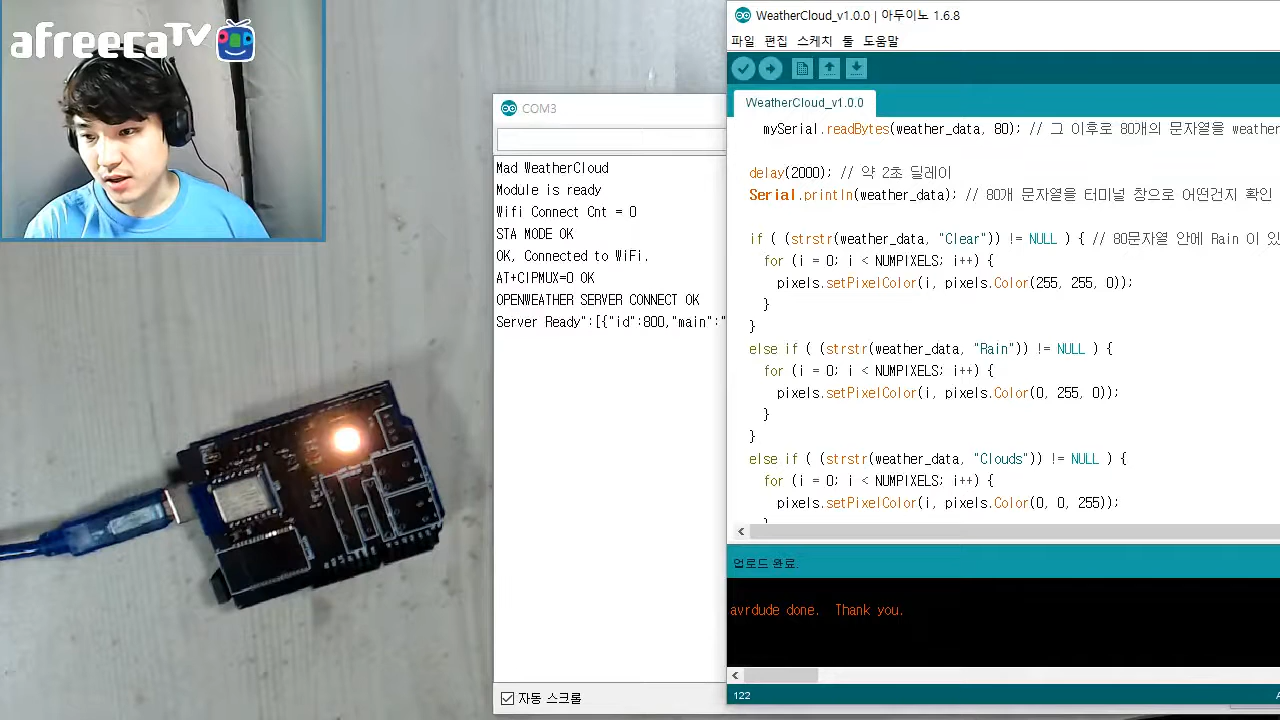 afreecaTV
WeatherCloud_v1.0.0 | 아두이노 1.6.8
파일 편집 스케치 툴 도움말
WeatherCloud_v1.0.0
mySerial.readBytes(weather_data, 80); // 그 이후로 80개의 문자열을 weathe
delay(2000); // 약 2초 딜레이
Serial.println(weather_data); // 80개 문자열을 터미널 창으로 어떤건지 확인
if ( (strstr(weather_data, "Clear")) != NULL ) { // 80문자열 안에 Rain 이 있
for (i = 0; i < NUMPIXELS; i++) {
pixels.setPixelColor(i, pixels.Color(255, 255, 0));
}
}
else if ( (strstr(weather_data, "Rain")) != NULL ) {
for (i = 0; i < NUMPIXELS; i++) {
pixels.setPixelColor(i, pixels.Color(0, 255, 0));
}
}
else if ( (strstr(weather_data, "Clouds")) != NULL ) {
for (i = 0; i < NUMPIXELS; i++) {
pixels.setPixelColor(i, pixels.Color(0, 0, 255));
업로드 완료.
avrdude done.  Thank you.
122
COM3
Mad WeatherCloud
Module is ready
Wifi Connect Cnt = 0
STA MODE OK
OK, Connected to WiFi.
AT+CIPMUX=0 OK
OPENWEATHER SERVER CONNECT OK
Server Ready":[{"id":800,"main":"
자동 스크롤